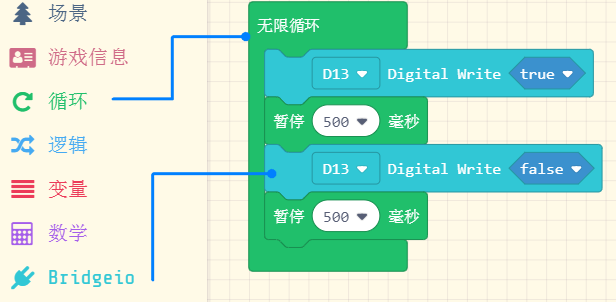 场景
游戏信息
循环
逻辑
变量
数学
Bridgeio
无限循环
D13 Digital Write true
暂停 500 毫秒
D13 Digital Write false
暂停 500 毫秒